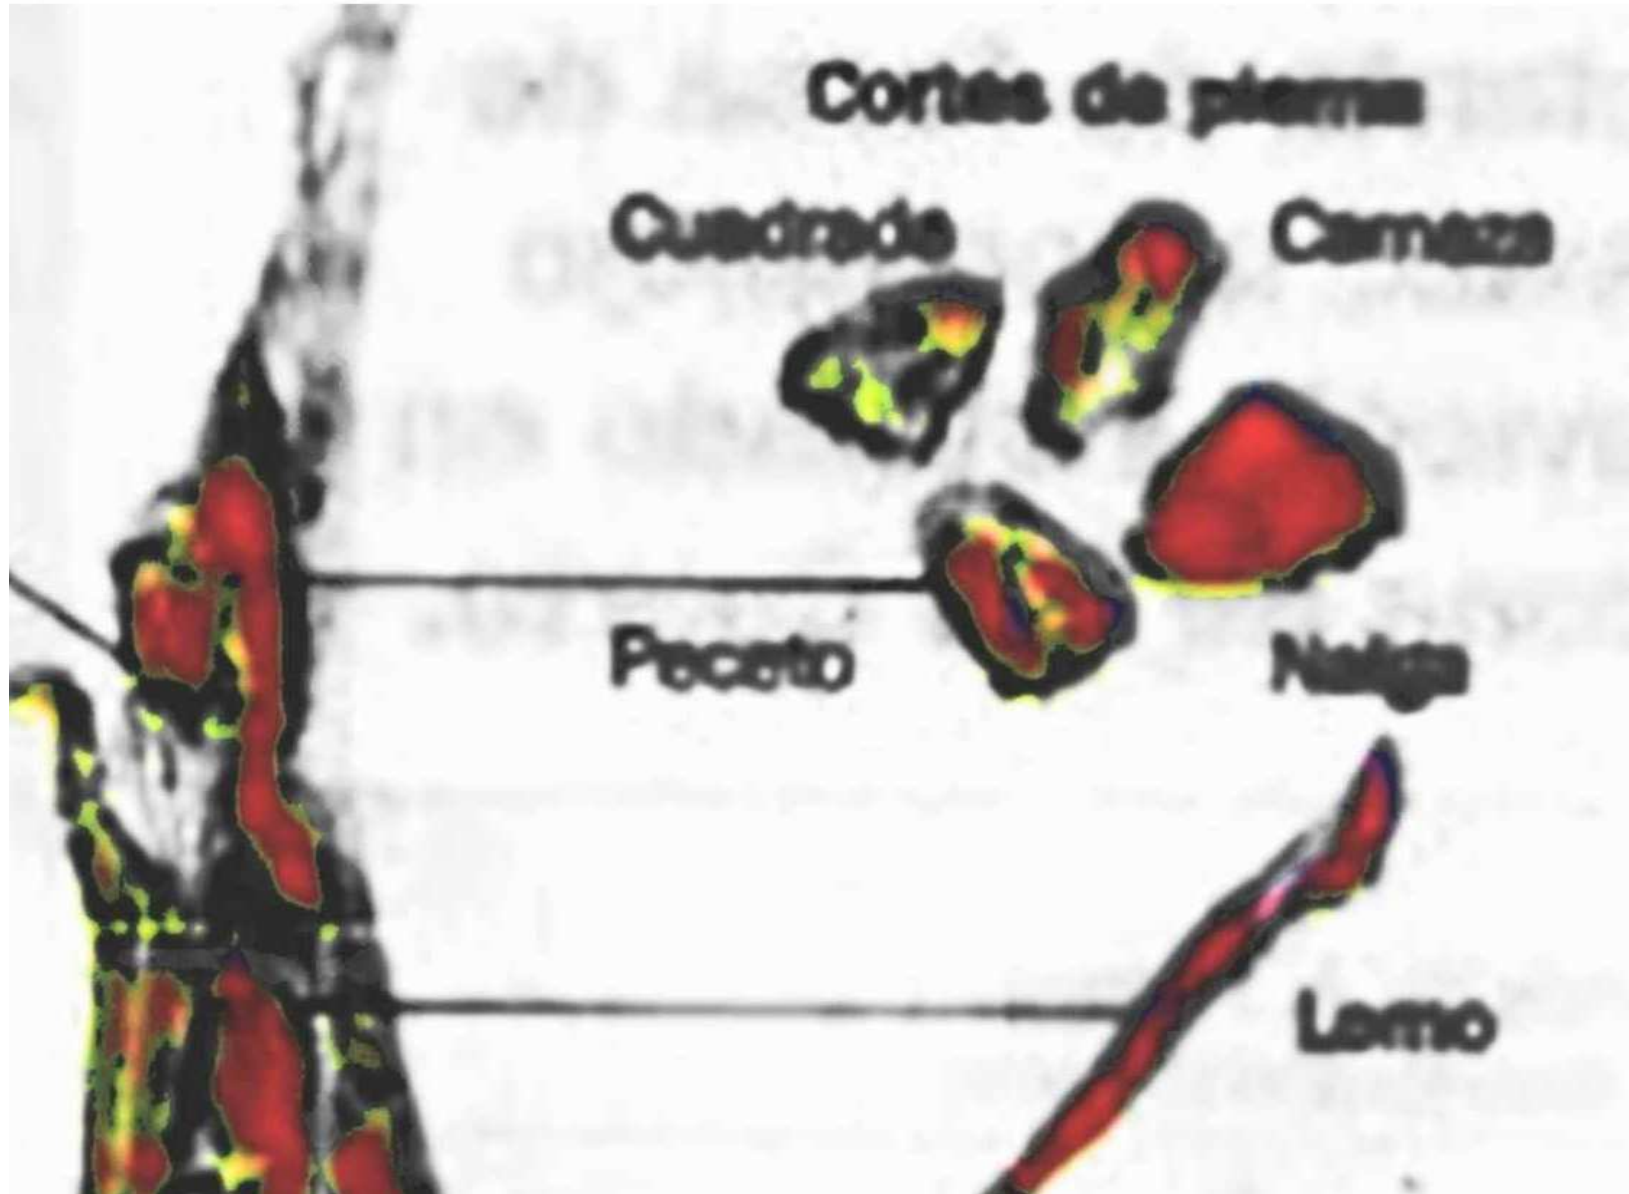 Cortes de pierna
Cuadrado
Carnaza
Peceto
Nalga
Lomo